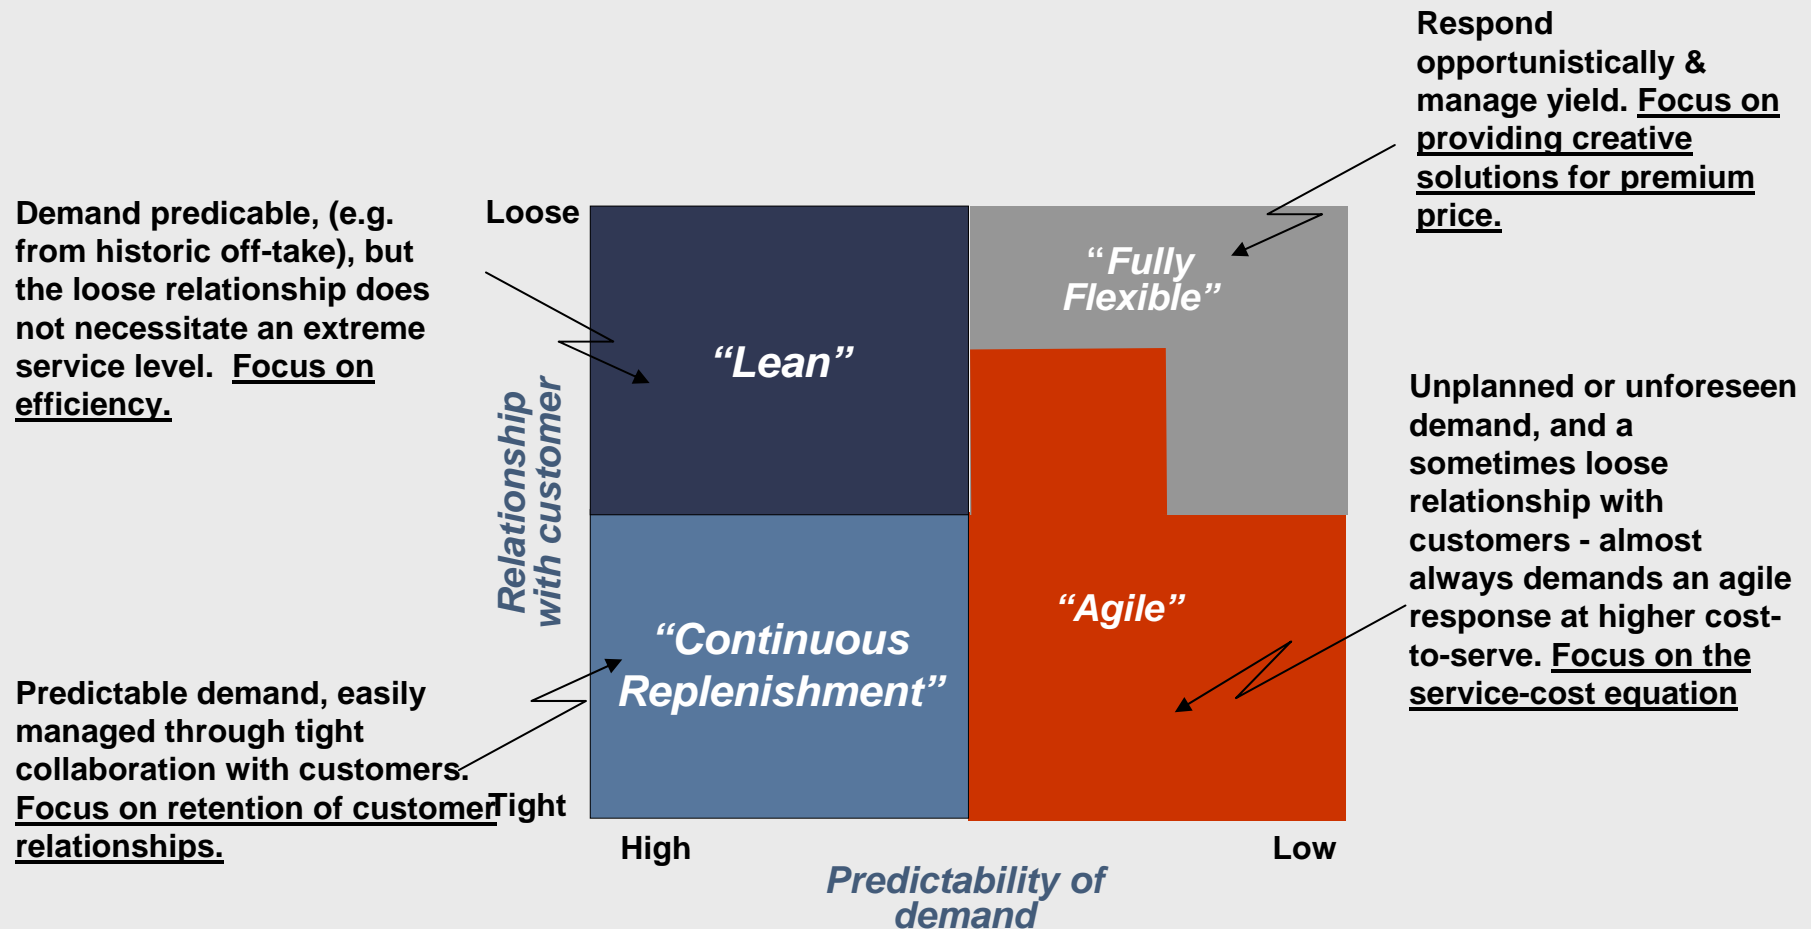 Respond
opportunistically &
manage yield. Focus on
providing creative
solutions for premium
price.
Demand predicable, (e.g.
from historic off-take), but
the loose relationship does
not necessitate an extreme
service level. Focus on
efficiency.
Loose
“Fully
Flexible”
“Lean”
Relationship
with customer
Unplanned or unforeseen
demand, and a
sometimes loose
relationship with
customers - almost
always demands an agile
response at higher cost-
to-serve. Focus on the
service-cost equation
“Agile”
“Continuous
Replenishment”
Predictable demand, easily
managed through tight
collaboration with customers.
Focus on retention of customer
relationships.
Tight
High
Low
Predictability of
demand